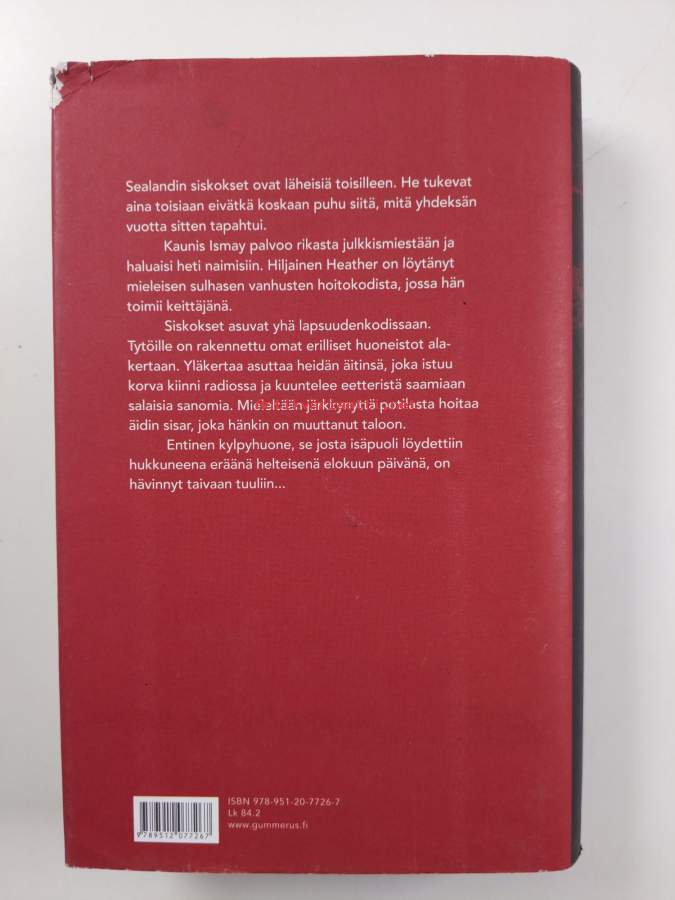 Sealandin siskokset ovat läheisiä toisilleen. He tukevat
aina toisiaan eivätkä koskaan puhu siitä, mitä yhdeksän
vuotta sitten tapahtui.
Kaunis Ismay palvoo rikasta julkkismiestään ja
haluaisi heti naimisiin. Hiljainen Heather on löytänyt
mieleisen sulhasen vanhusten hoitokodista, jossa hän
toimii keittäjänä.
Siskokset asuvat yhä lapsuudenkodissaan.
Tytöille on rakennettu omat erilliset huoneistot ala-
kertaan. Yläkertaa asuttaa heidän äitinsä, joka istuu
korva kiinni radiossa ja kuuntelee eetteristä saamiaan
salaisia sanomia. Mieleltään järkkynyttä potilasta hoitaa
äidin sisar, joka hänkin on muuttanut taloon.
Entinen kylpyhuone, se josta isäpuoli löydettiin
hukkuneena eräänä helteisenä elokuun päivänä, on
hävinnyt taivaan tuuliin...
ISBN 978-951-20-7726-7
Lk 84.2
www.gummerus.fi
9789512077267